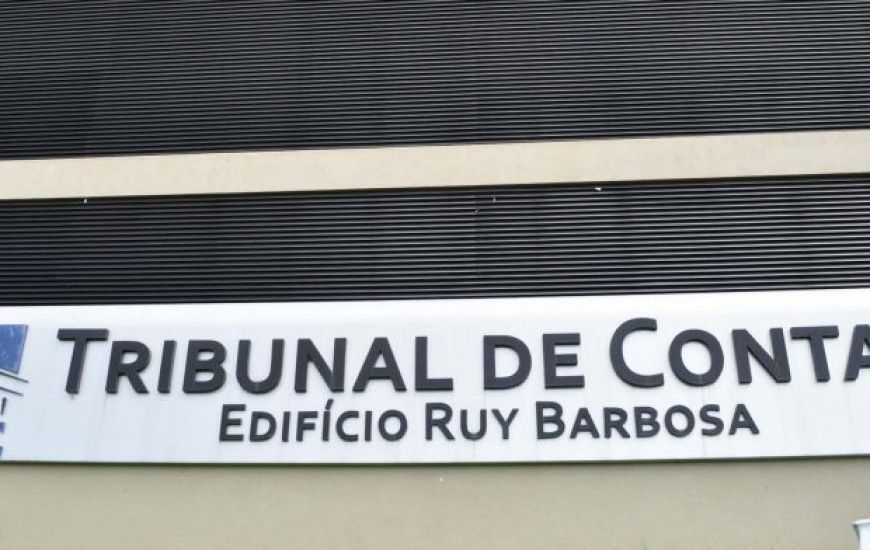 TRIBUNAL DE CONTA
EDIFÍCIO RUY BARBOSA